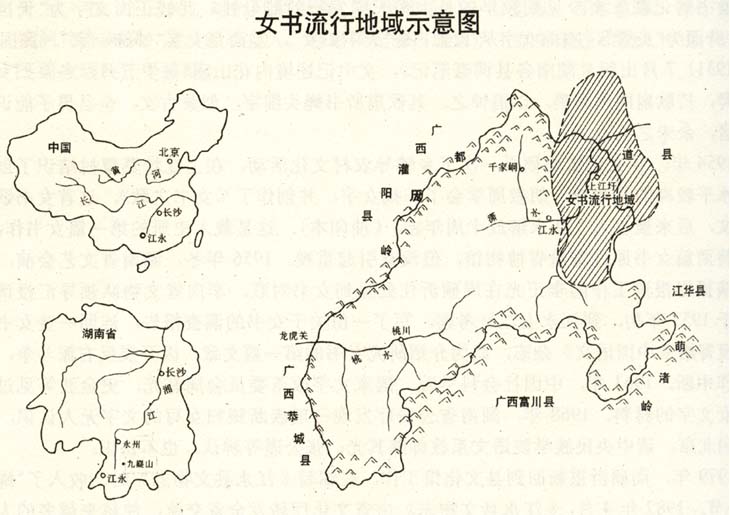 女书流行地域示意图
中国
北京
黄
河
长
江
长沙
江永
湖南省
长沙
湘
江
永州
九嶷山
江永
广
西
灌
阳
县
都
庞
岭
千家峒
道
县
上江圩
女书流行地域
江永
水
江华县
萌
渚
岭
龙虎关
桃川
水
广西恭城县
广西富川县